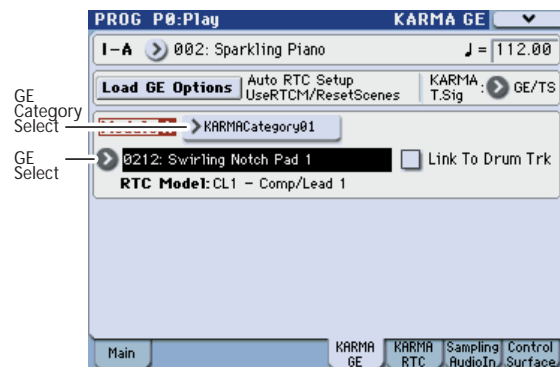 PROG P0:Play KARMA GE
I-A 002: Sparkling Piano ♩= 112.00
Load GE Options Auto RTC Setup KARMA T.Sig : GE/TS
UseRTCM/ResetScenes
GE Category Select
KARMACategory01
GE Select
0212: Swirling Notch Pad 1 Link To Drum Trk
RTC Model: CL1 - Comp/Lead 1
Main KARMA GE KARMA RTC Sampling AudioIn Control Surface